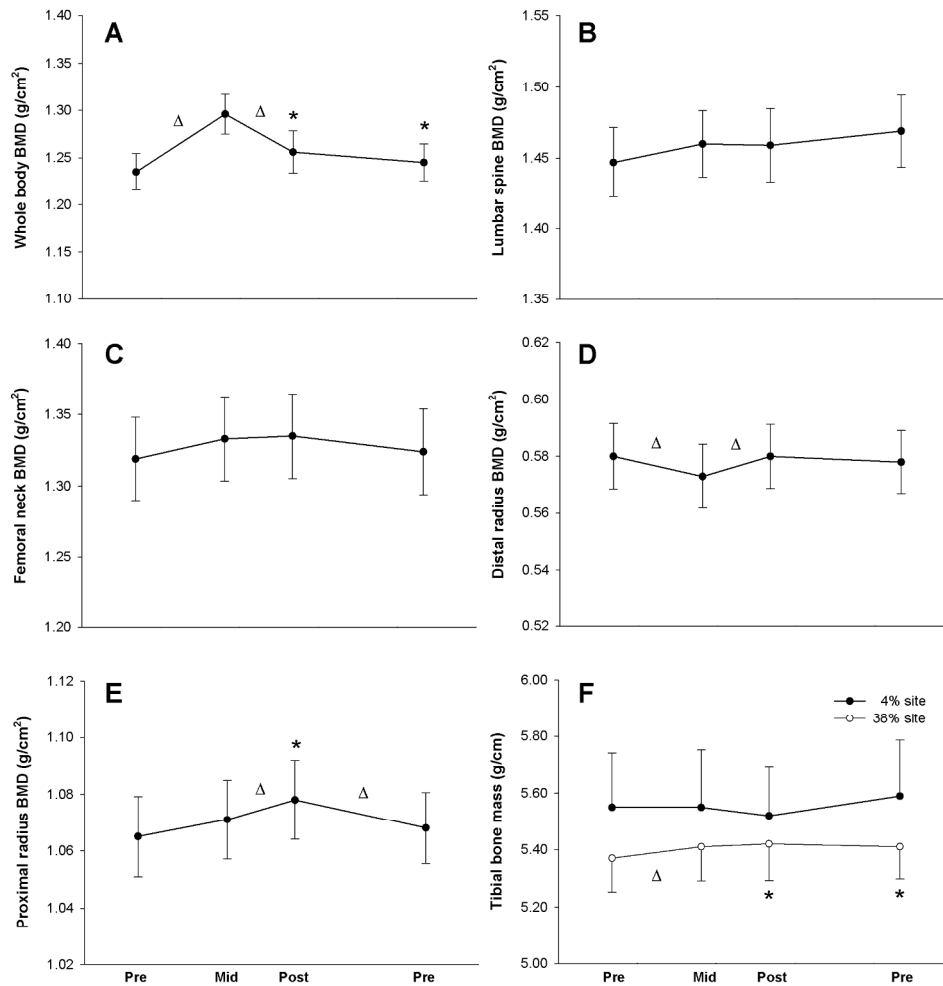 A
Whole body BMD (g/cm²)
1.40
1.35
1.30
1.25
1.20
1.15
1.10
Δ
Δ
*
*
B
Lumbar spine BMD (g/cm²)
1.55
1.50
1.45
1.40
1.35
C
Femoral neck BMD (g/cm²)
1.40
1.35
1.30
1.25
1.20
D
Distal radius BMD (g/cm²)
0.62
0.60
0.58
0.56
0.54
0.52
Δ
Δ
E
Proximal radius BMD (g/cm²)
1.12
1.10
1.08
1.06
1.04
1.02
Δ
*
Δ
Pre Mid Post Pre
F
Tibial bone mass (g/cm)
6.00
5.80
5.60
5.40
5.20
5.00
4% site
38% site
Δ
*
*
Pre Mid Post Pre